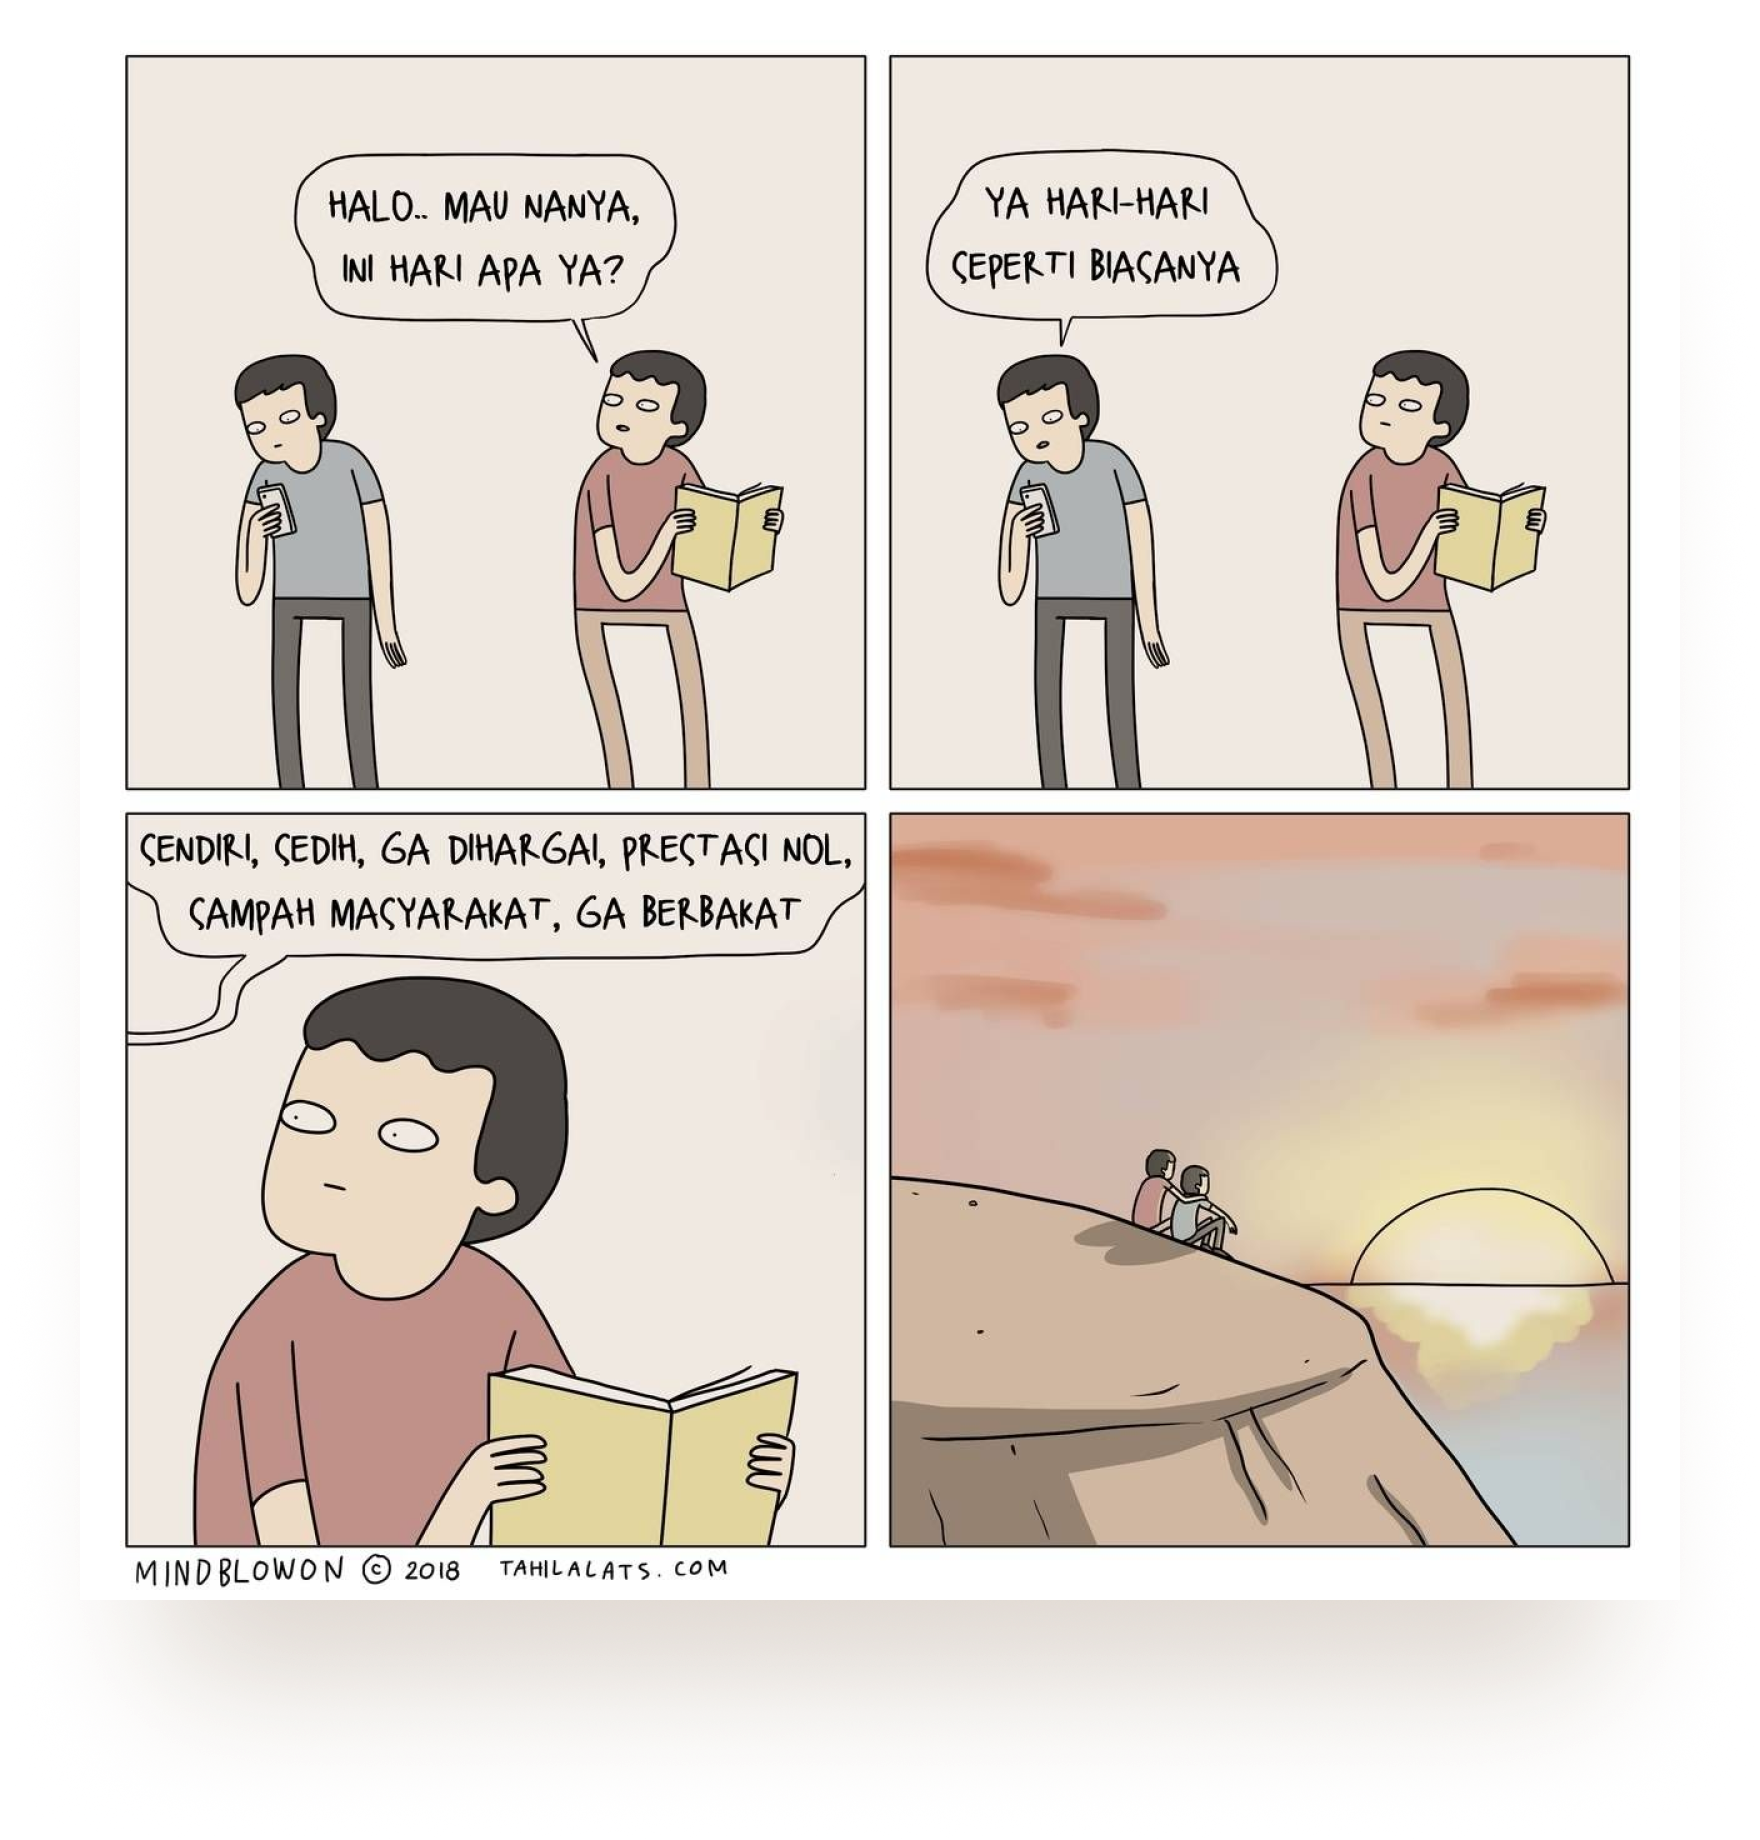 HALO.. MAU NANYA,
INI HARI APA YA?
YA HARI-HARI
SEPERTI BIASANYA
SENDIRI, SEDIH, GA DIHARGAI, PRESTASI NOL,
SAMPAH MASYARAKAT, GA BERBAKAT
MINDBLOWON © 2018 TAHILALATS.COM